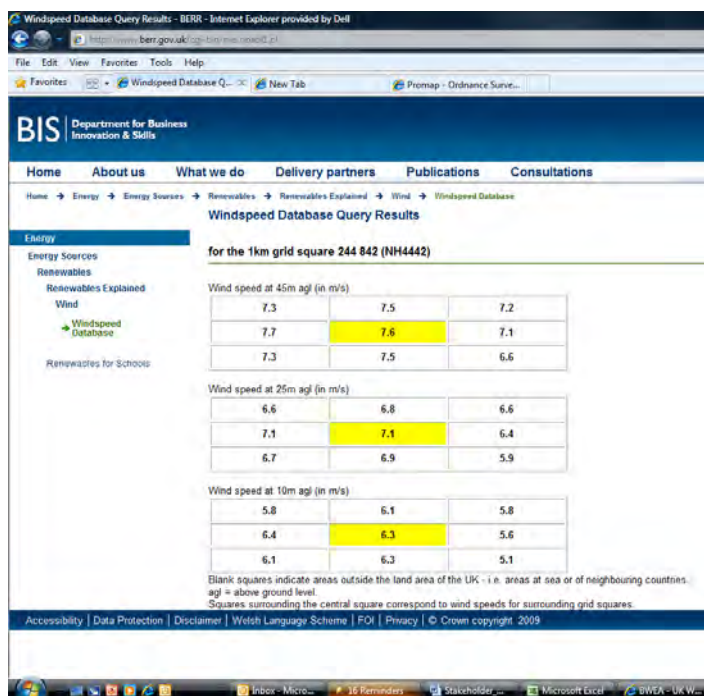 Windspeed Database Query Results - BERR - Internet Explorer provided by Dell
berr.gov.uk
File Edit View Favorites Tools Help
Favorites Windspeed Database Q... New Tab Promap - Ordnance Surve...
BIS Department for Business
Innovation & Skills
Home About us What we do Delivery partners Publications Consultations
Home → Energy → Energy Sources → Renewables → Renewables Explained → Wind → Windspeed Database
Windspeed Database Query Results
Energy
Energy Sources
Renewables
Renewables Explained
Wind
→ Windspeed
Database
Renewables for Schools
for the 1km grid square 244 842 (NH4442)
Wind speed at 45m agl (in m/s)
7.3 7.5 7.2
7.7 7.6 7.1
7.3 7.5 6.6
Wind speed at 25m agl (in m/s)
6.6 6.8 6.6
7.1 7.1 6.4
6.7 6.9 5.9
Wind speed at 10m agl (in m/s)
5.8 6.1 5.8
6.4 6.3 5.6
6.1 6.3 5.1
Blank squares indicate areas outside the land area of the UK - i.e. areas at sea or of neighbouring countries.
agl = above ground level.
Squares surrounding the central square correspond to wind speeds for surrounding grid squares.
Accessibility | Data Protection | Disclaimer | Welsh Language Scheme | FOI | Privacy | © Crown copyright 2009
Inbox - Micro... 16 Reminders Stakeholder_... Microsoft Excel BWEA - UK W...